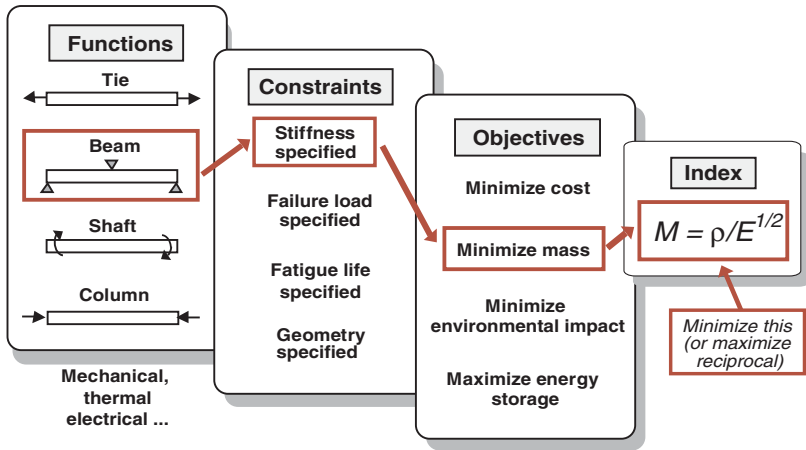 Functions
Tie
Beam
Shaft
Column
Mechanical,
thermal
electrical ...
Constraints
Stiffness
specified
Failure load
specified
Fatigue life
specified
Geometry
specified
Objectives
Minimize cost
Minimize mass
Minimize
environmental impact
Maximize energy
storage
Index
M = ρ/E^{1/2}
Minimize this
(or maximize
reciprocal)